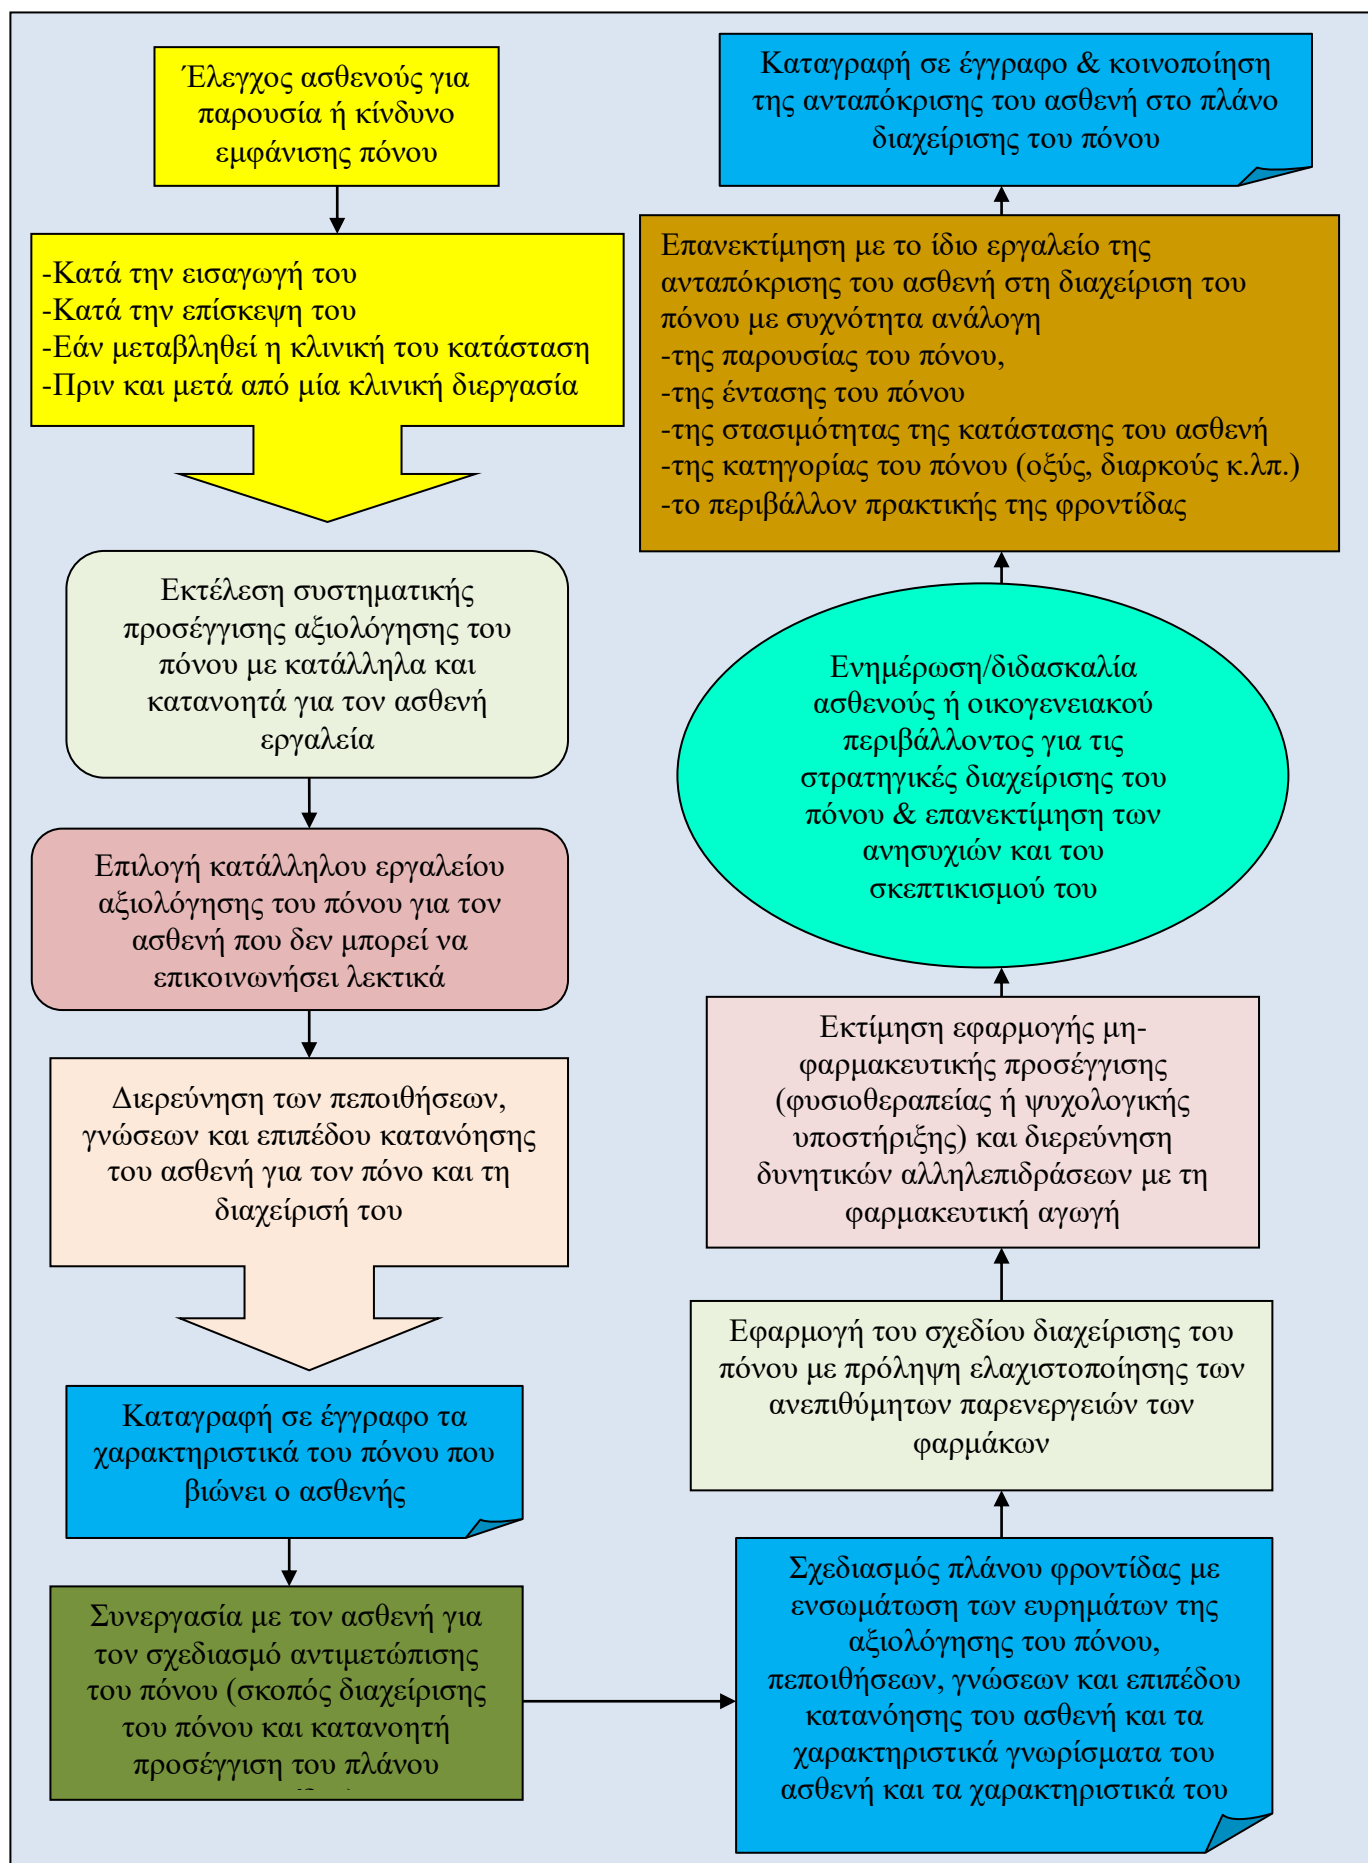 Έλεγχος ασθενούς για
παρουσία ή κίνδυνο
εμφάνισης πόνου
-Κατά την εισαγωγή του
-Κατά την επίσκεψη του
-Εάν μεταβληθεί η κλινική του κατάσταση
-Πριν και μετά από μία κλινική διεργασία
Εκτέλεση συστηματικής
προσέγγισης αξιολόγησης του
πόνου με κατάλληλα και
κατανοητά για τον ασθενή
εργαλεία
Επιλογή κατάλληλου εργαλείου
αξιολόγησης του πόνου για τον
ασθενή που δεν μπορεί να
επικοινωνήσει λεκτικά
Διερεύνηση των πεποιθήσεων,
γνώσεων και επιπέδου κατανόησης
του ασθενή για τον πόνο και τη
διαχείρισή του
Καταγραφή σε έγγραφο τα
χαρακτηριστικά του πόνου που
βιώνει ο ασθενής
Συνεργασία με τον ασθενή για
τον σχεδιασμό αντιμετώπισης
του πόνου (σκοπός διαχείρισης
του πόνου και κατανοητή
προσέγγιση του πλάνου
Σχεδιασμός πλάνου φροντίδας με
ενσωμάτωση των ευρημάτων της
αξιολόγησης του πόνου,
πεποιθήσεων, γνώσεων και επιπέδου
κατανόησης του ασθενή και τα
χαρακτηριστικά γνωρίσματα του
ασθενή και τα χαρακτηριστικά του
Εφαρμογή του σχεδίου διαχείρισης του
πόνου με πρόληψη ελαχιστοποίησης των
ανεπιθύμητων παρενεργειών των
φαρμάκων
Εκτίμηση εφαρμογής μη-
φαρμακευτικής προσέγγισης
(φυσιοθεραπείας ή ψυχολογικής
υποστήριξης) και διερεύνηση
δυνητικών αλληλεπιδράσεων με τη
φαρμακευτική αγωγή
Ενημέρωση/διδασκαλία
ασθενούς ή οικογενειακού
περιβάλλοντος για τις
στρατηγικές διαχείρισης του
πόνου & επανεκτίμηση των
ανησυχιών και του
σκεπτικισμού του
Επανεκτίμηση με το ίδιο εργαλείο της
ανταπόκρισης του ασθενή στη διαχείριση του
πόνου με συχνότητα ανάλογη
-της παρουσίας του πόνου,
-της έντασης του πόνου
-της στασιμότητας της κατάστασης του ασθενή
-της κατηγορίας του πόνου (οξύς, διαρκούς κ.λπ.)
-το περιβάλλον πρακτικής της φροντίδας
Καταγραφή σε έγγραφο & κοινοποίηση
της ανταπόκρισης του ασθενή στο πλάνο
διαχείρισης του πόνου